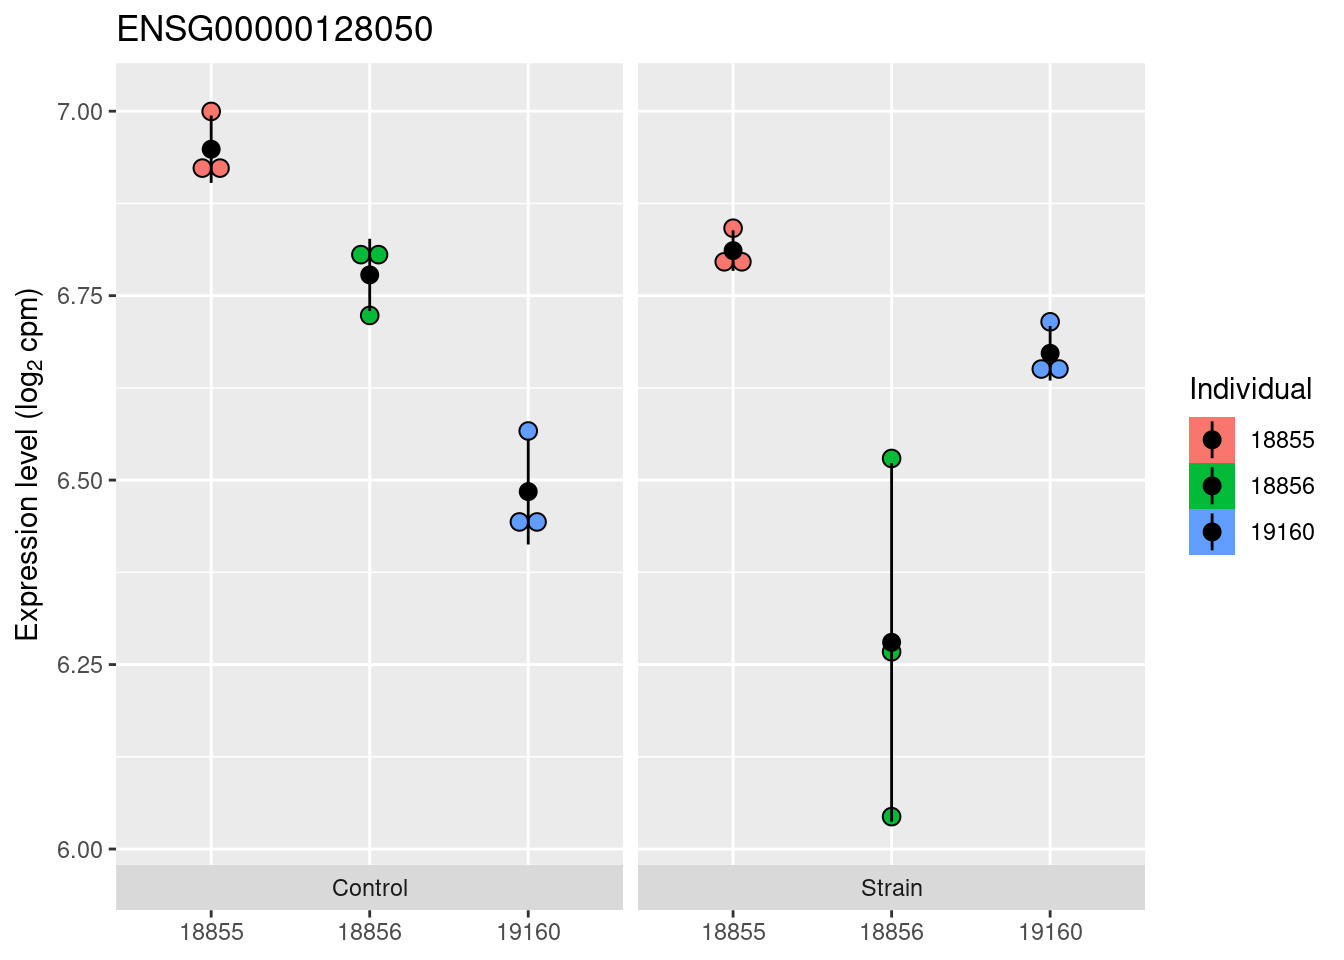 ENSG00000128050
Expression level (log₂ cpm)
7.00
6.75
6.50
6.25
6.00
Control
Strain
18855
18856
19160
18855
18856
19160
Individual
18855
18856
19160